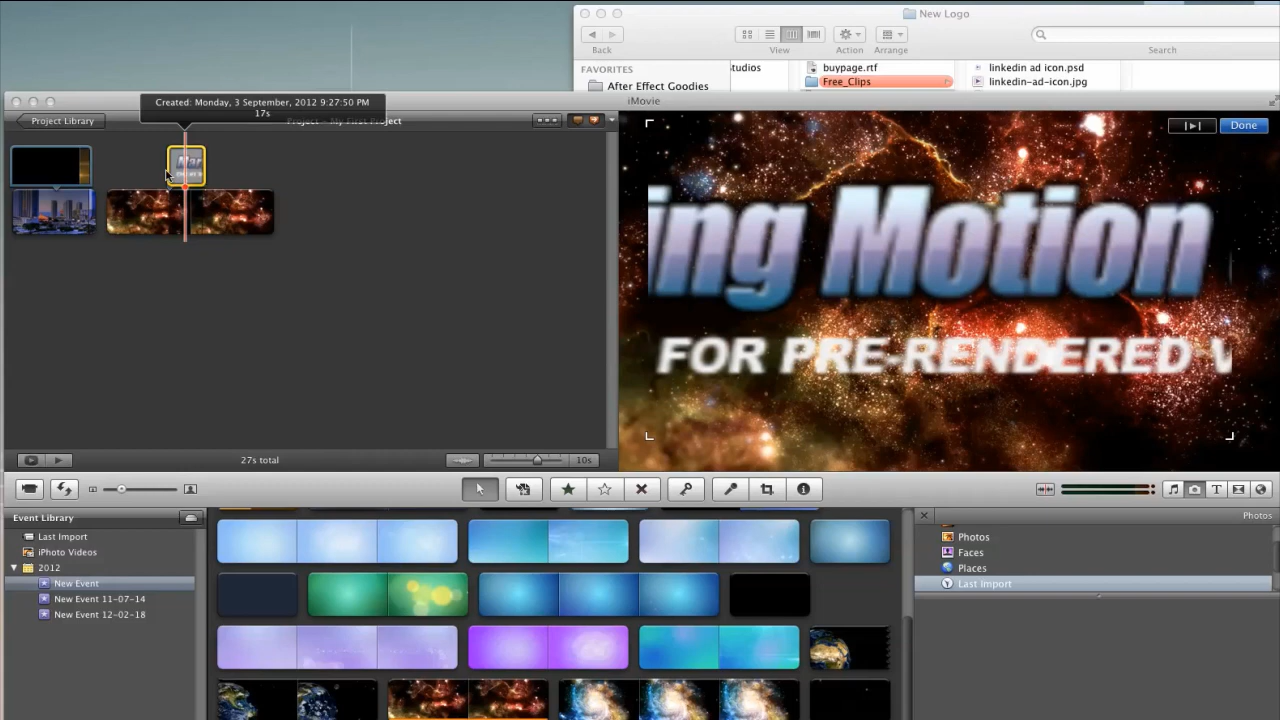 New Logo
Back
View
Action
Arrange
Search
FAVORITES
After Effect Goodies
tudios
buypage.rtf
Free_Clips
linkedin ad icon.psd
linkedin-ad-icon.jpg
iMovie
Created: Monday, 3 September, 2012 9:27:50 PM
17s
Project Library
Project - My First Project
Done
ing Motion
FOR PRE-RENDERED V
27s total
10s
Event Library
Last Import
iPhoto Videos
2012
New Event
New Event 11-07-14
New Event 12-02-18
Photos
Photos
Faces
Places
Last Import